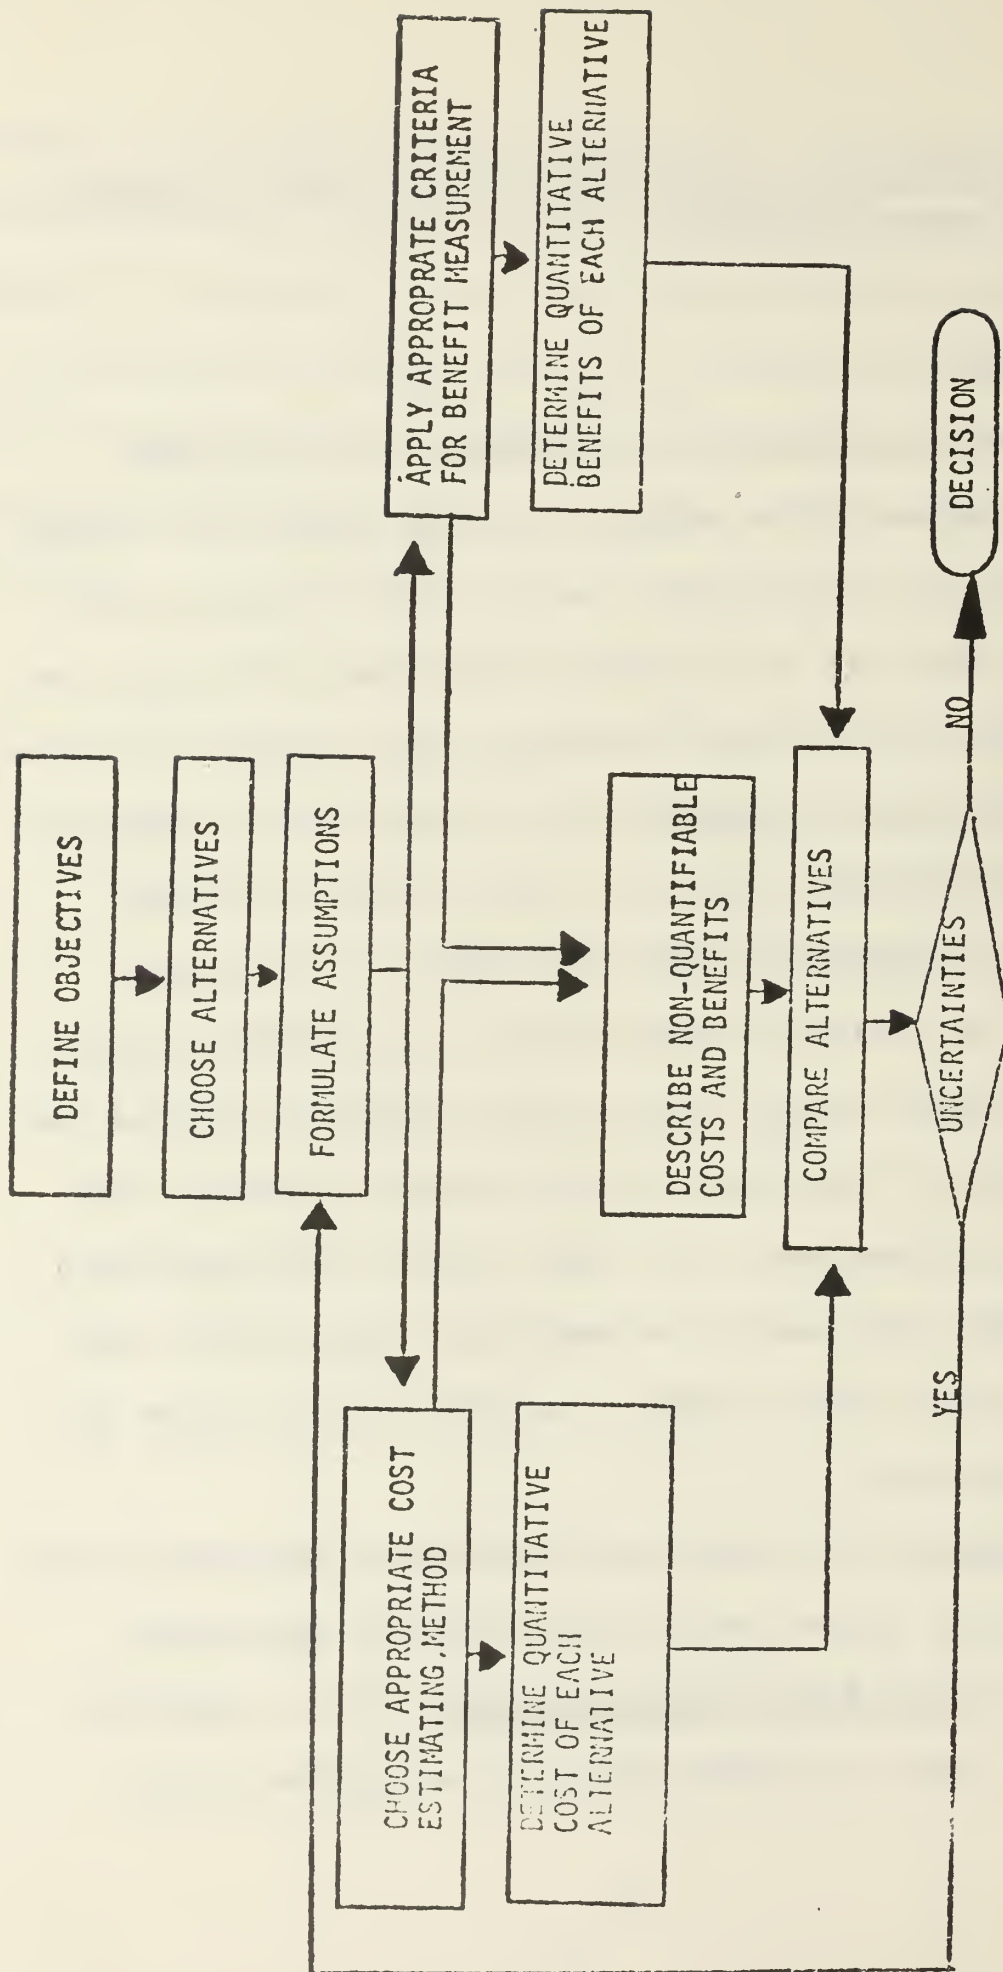 DEFINE OBJECTIVES
CHOOSE ALTERNATIVES
FORMULATE ASSUMPTIONS
CHOOSE APPROPRIATE COST
ESTIMATING.METHOD
APPLY APPROPRATE CRITERIA
FOR BENEFIT MEASUREMENT
DETERMINE QUANTITATIVE
COST OF EACH
ALTERNATIVE
DETERMINE QUANTITATIVE
BENEFITS OF EACH ALTERNATIVE
DESCRIBE NON-QUANTIFIABLE
COSTS AND BENEFITS
COMPARE ALTERNATIVES
UNCERTAINTIES
YES
NO
DECISION